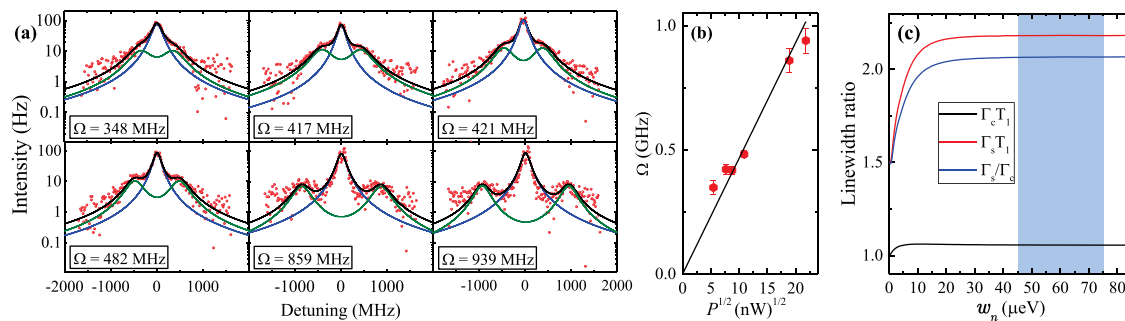 (a)
100
10
1
0.1
100
10
1
0.1
Intensity (Hz)
Ω = 348 MHz
Ω = 417 MHz
Ω = 421 MHz
Ω = 482 MHz
Ω = 859 MHz
Ω = 939 MHz
-2000 -1000 0 1000 -1000 0 1000 -1000 0 1000 2000
Detuning (MHz)
(b)
1.0
0.5
0.0
Ω (GHz)
0 5 10 15 20
P^1/2 (nW)^1/2
(c)
2.0
1.5
1.0
Linewidth ratio
Γ_c T_1
Γ_s T_1
Γ_s/Γ_c
0 10 20 30 40 50 60 70 80
w_n (μeV)